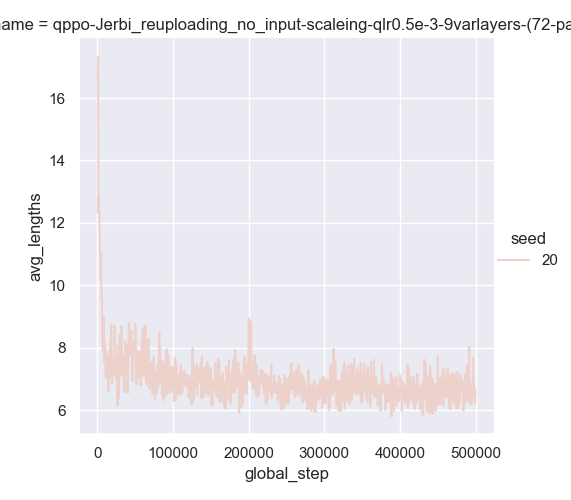 name = qppo-Jerbi_reuploading_no_input-scaleing-qlr0.5e-3-9varlayers-(72-pa
16
14
12
10
8
6
avg_lengths
0 100000 200000 300000 400000 500000
global_step
seed
20